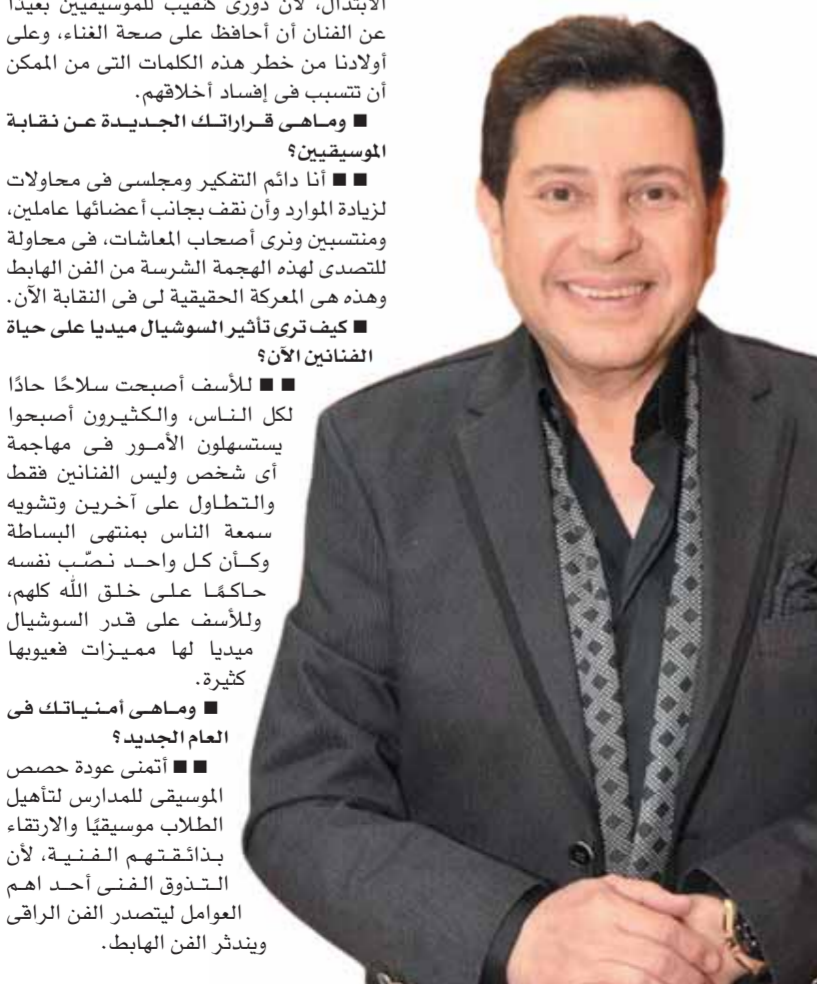 الابتذال، لأن دورى كنقيب للموسيقيين بعيدًا
عن الفنان أن أحافظ على صحة الغناء، وعلى
أولادنا من خطر هذه الكلمات التى من الممكن
أن تتسبب فى إفساد أخلاقهم.
■ وماهى قراراتك الجديدة عن نقابة
الموسيقيين؟
■ ■ أنا دائم التفكير ومجلسى فى محاولات
لزيادة الموارد وأن نقف بجانب أعضائها عاملين،
ومنتسبين ونرى أصحاب المعاشات، فى محاولة
للتصدى لهذه الهجمة الشرسة من الفن الهابط
وهذه هى المعركة الحقيقية لى فى النقابة الآن.
■ كيف ترى تأثير السوشيال ميديا على حياة
الفنانين الآن؟
■ ■ للأسف أصبحت سلاحًا حادًا
لكل الناس، والكثيرون أصبحوا
يستسهلون الأمور فى مهاجمة
أى شخص وليس الفنانين فقط
والتطاول على آخرين وتشويه
سمعة الناس بمنتهى البساطة
وكأن كل واحد نصّب نفسه
حاكمًا على خلق الله كلهم،
وللأسف على قدر السوشيال
ميديا لها مميزات فعيوبها
كثيرة.
■ وماهى أمنياتك فى
العام الجديد؟
■ ■ أتمنى عودة حصص
الموسيقى للمدارس لتأهيل
الطلاب موسيقيًا والارتقاء
بذائقتهم الفنية، لأن
التذوق الفنى أحد اهم
العوامل ليتصدر الفن الراقى
ويندثر الفن الهابط.